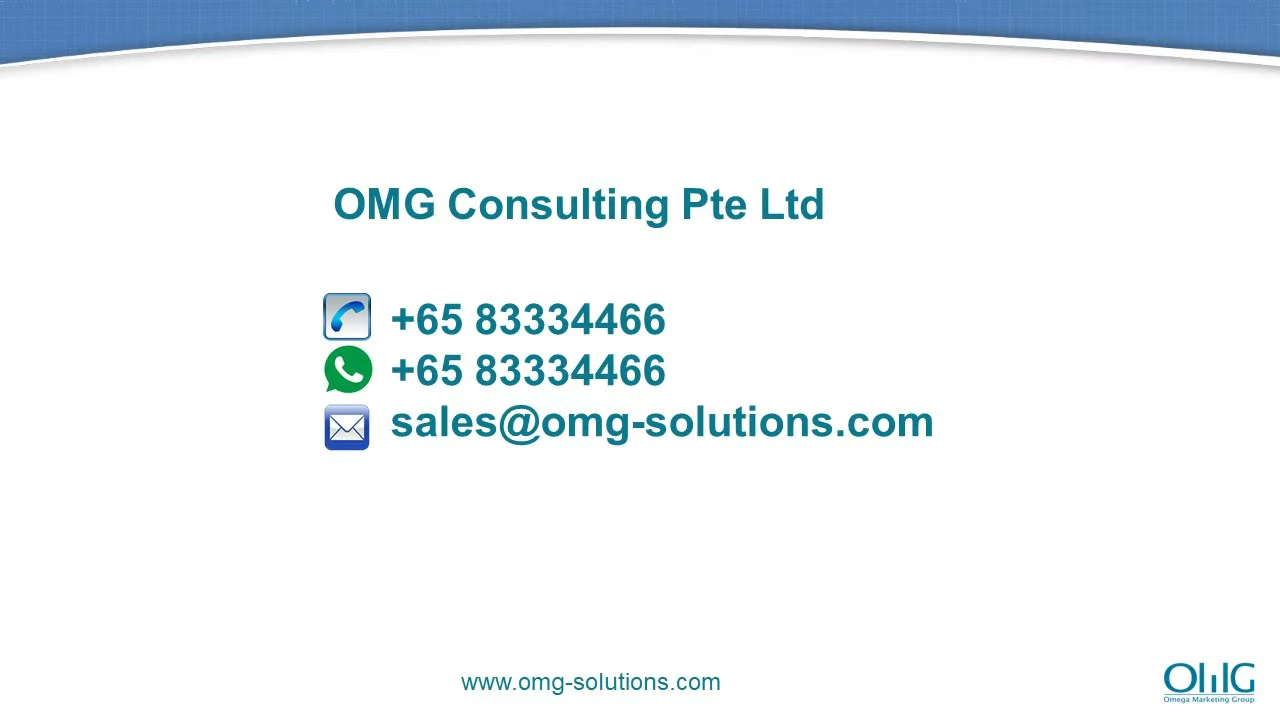 OMG Consulting Pte Ltd
+65 83334466
+65 83334466
sales@omg-solutions.com
www.omg-solutions.com
OMG
Omega Marketing Group